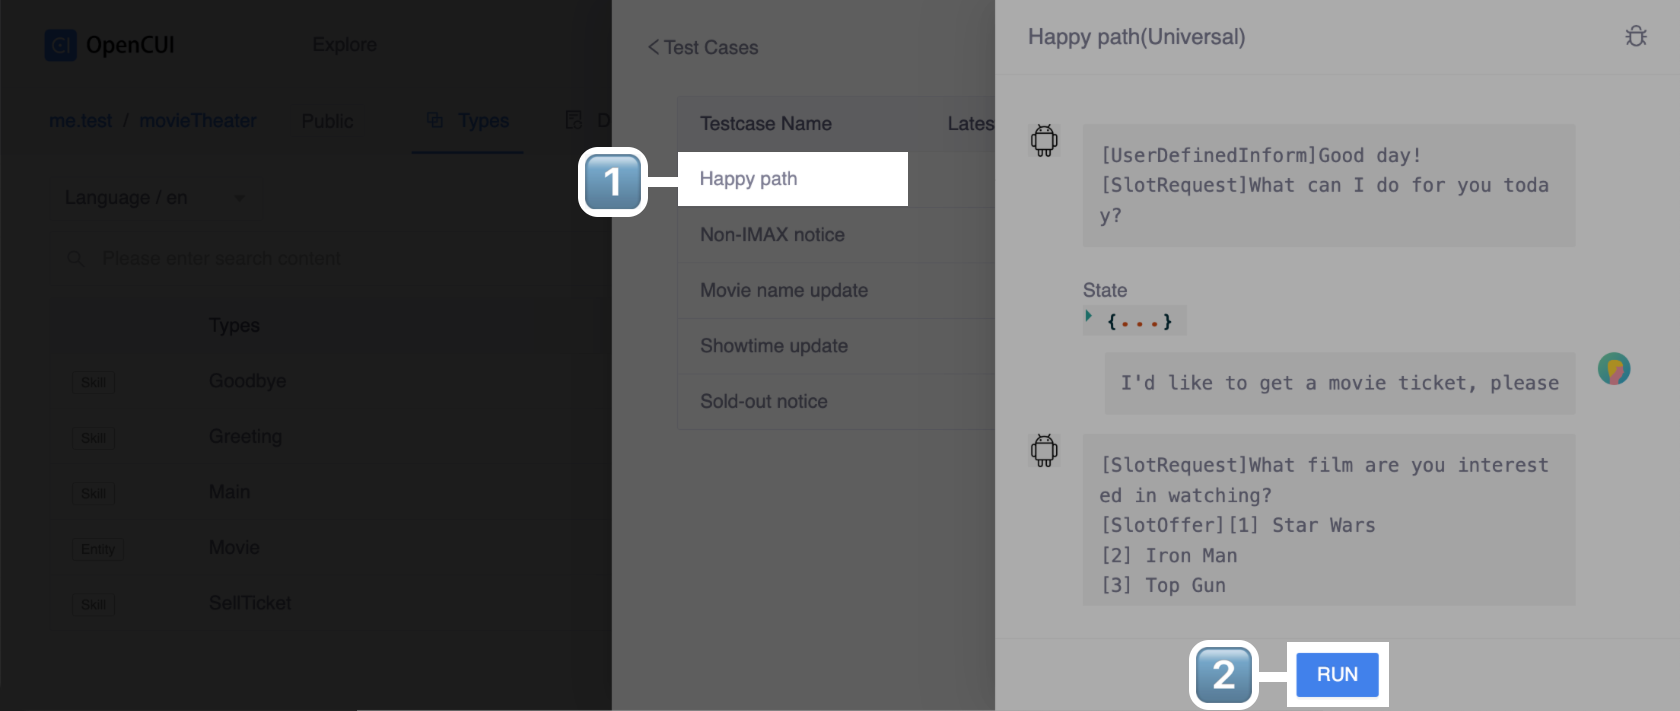 OpenCUI
Explore
me.test / movieTheater
Public
Types
D
Language / en
Please enter search content
Types
Skill Goodbye
Skill Greeting
Skill Main
Entity Movie
Skill SellTicket
< Test Cases
Testcase Name Lates
1
Happy path
Non-IMAX notice
Movie name update
Showtime update
Sold-out notice
Happy path(Universal)
[UserDefinedInform]Good day!
[SlotRequest]What can I do for you toda
y?
State
{...}
I'd like to get a movie ticket, please
[SlotRequest]What film are you interest
ed in watching?
[SlotOffer][1] Star Wars
[2] Iron Man
[3] Top Gun
2
RUN